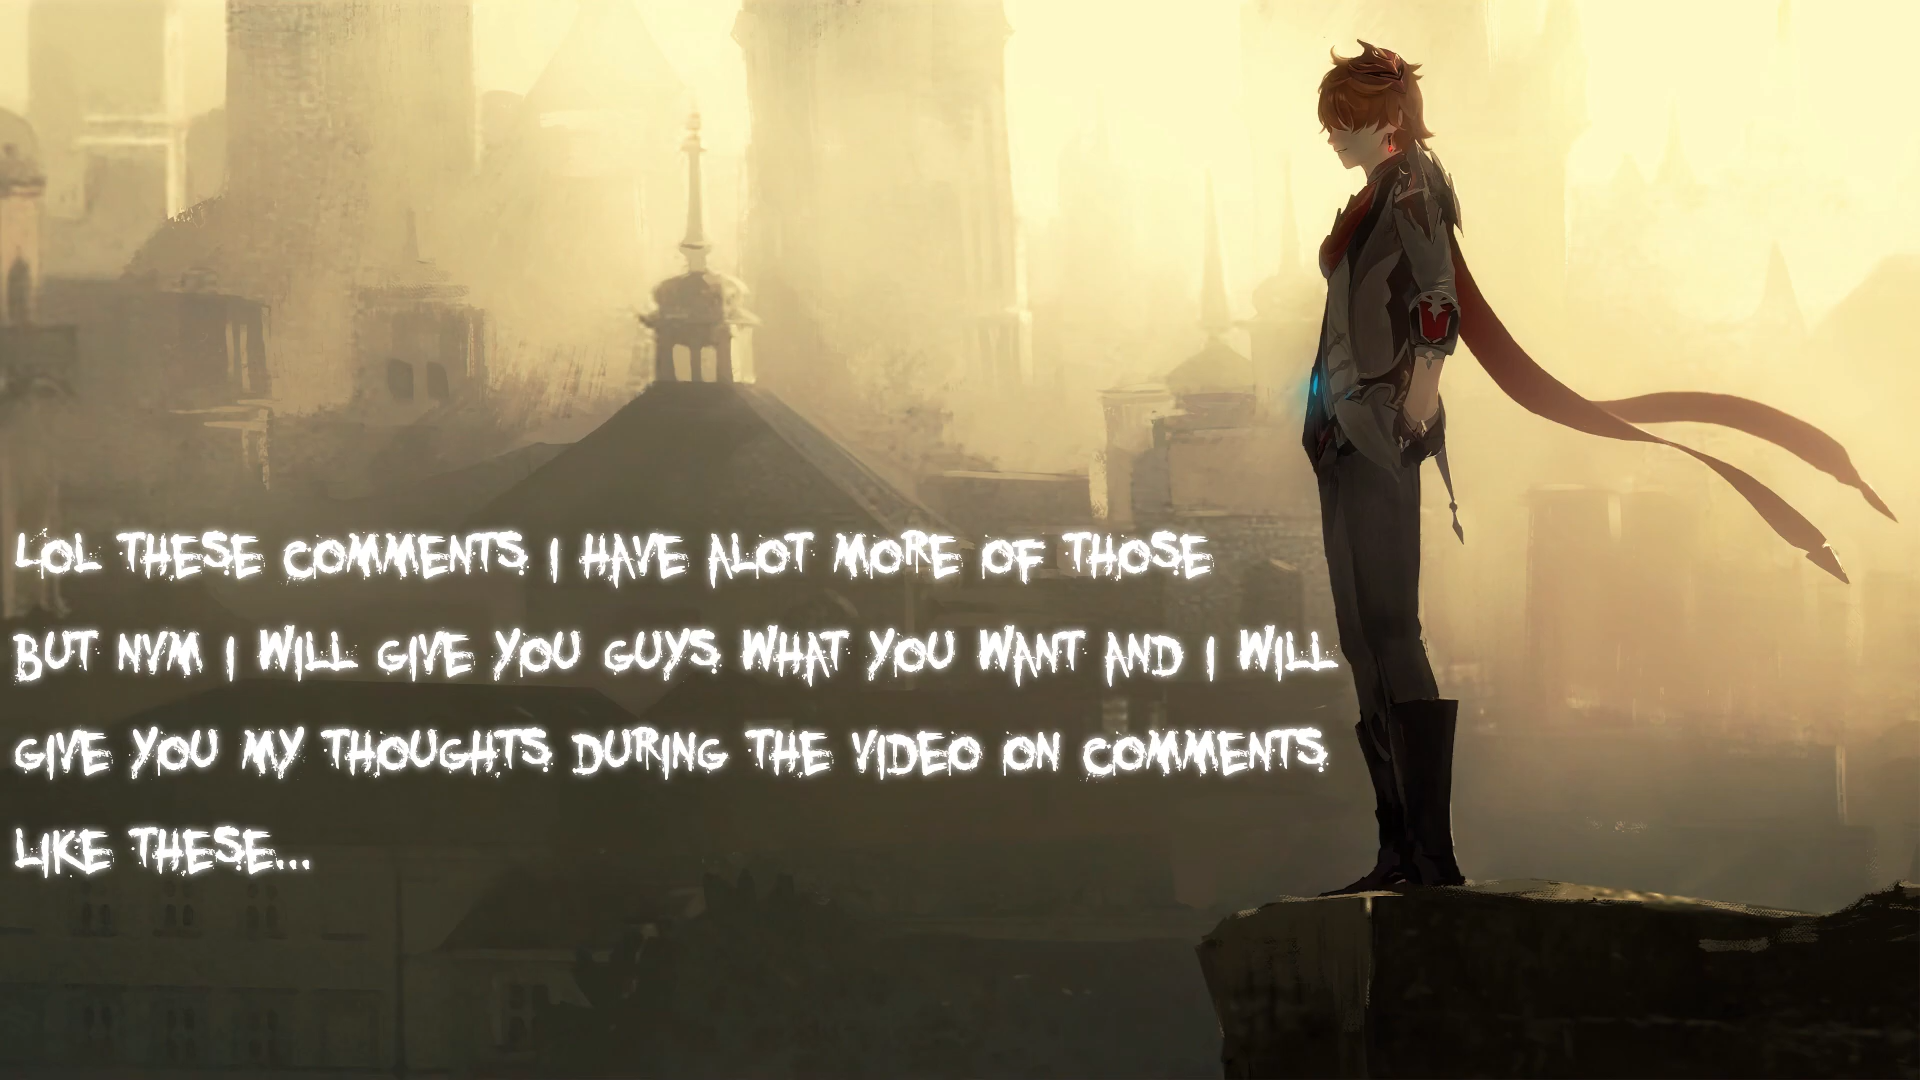 LOL THESE COMMENTS I HAVE ALOT MORE OF THOSE
BUT NVM I WILL GIVE YOU GUYS WHAT YOU WANT AND I WILL
GIVE YOU MY THOUGHTS DURING THE VIDEO ON COMMENTS
LIKE THESE...